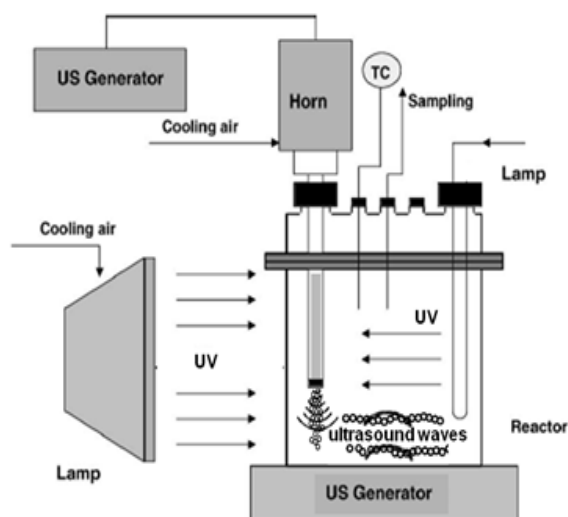 US Generator
Horn
TC
Cooling air
Sampling
Lamp
Cooling air
UV
UV
ultrasound waves
Reactor
Lamp
US Generator